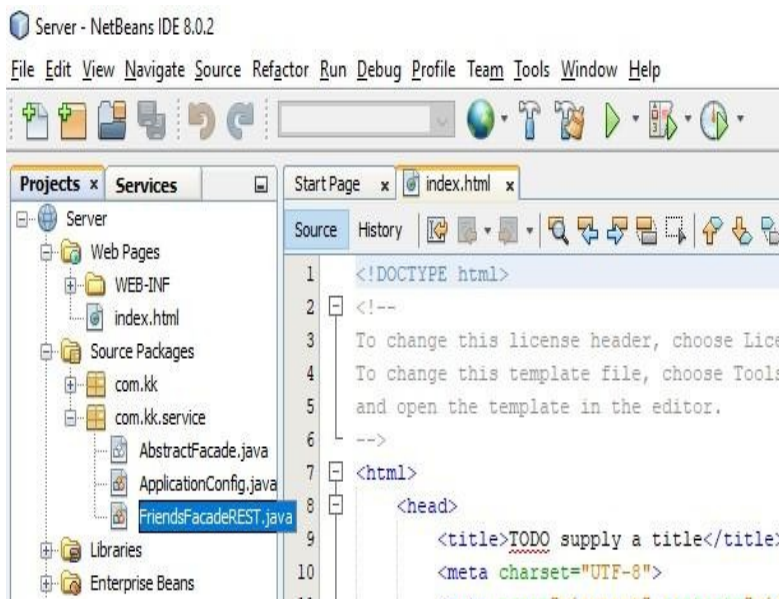 Server - NetBeans IDE 8.0.2
File Edit View Navigate Source Refactor Run Debug Profile Team Tools Window Help
Projects x Services
Server
Web Pages
WEB-INF
index.html
Source Packages
com.kk
com.kk.service
AbstractFacade.java
ApplicationConfig.java
FriendsFacadeREST.java
Libraries
Enterprise Beans
Start Page x index.html x
Source History
1 <!DOCTYPE html>
2 <!--
3 To change this license header, choose Lice
4 To change this template file, choose Tools
5 and open the template in the editor.
6 -->
7 <html>
8 <head>
9 <title>TODO supply a title</title>
10 <meta charset="UTF-8">